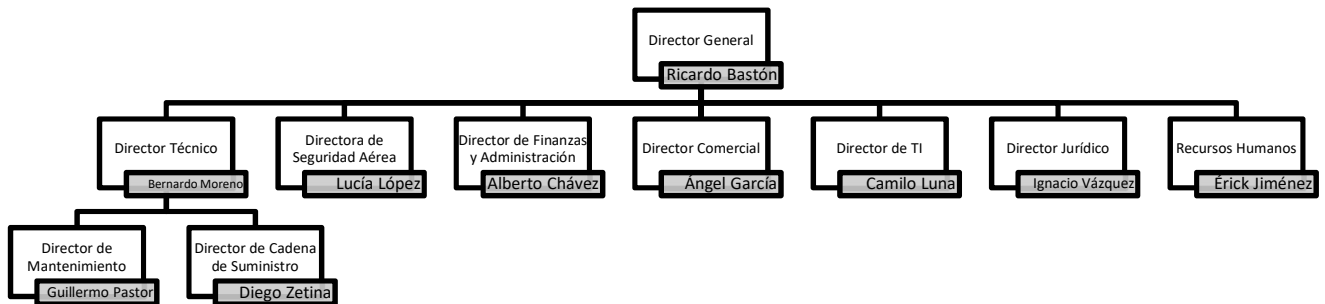 Director General
Ricardo Bastón
Director Técnico
Bernardo Moreno
Directora de
Seguridad Aérea
Lucía López
Director de Finanzas
y Administración
Alberto Chávez
Director Comercial
Ángel García
Director de TI
Camilo Luna
Director Jurídico
Ignacio Vázquez
Recursos Humanos
Érick Jiménez
Director de
Mantenimiento
Guillermo Pastor
Director de Cadena
de Suministro
Diego Zetina